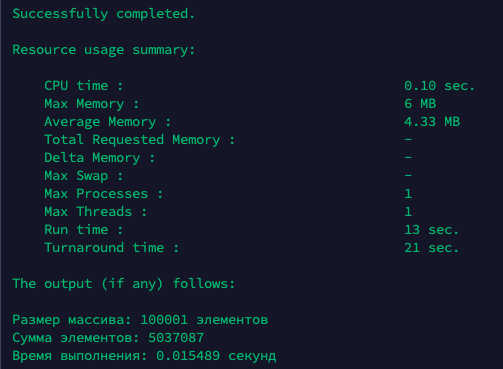 Successfully completed.
Resource usage summary:
CPU time : 0.10 sec.
Max Memory : 6 MB
Average Memory : 4.33 MB
Total Requested Memory : -
Delta Memory : -
Max Swap : -
Max Processes : 1
Max Threads : 1
Run time : 13 sec.
Turnaround time : 21 sec.
The output (if any) follows:
Размер массива: 100001 элементов
Сумма элементов: 5037087
Время выполнения: 0.015489 секунд